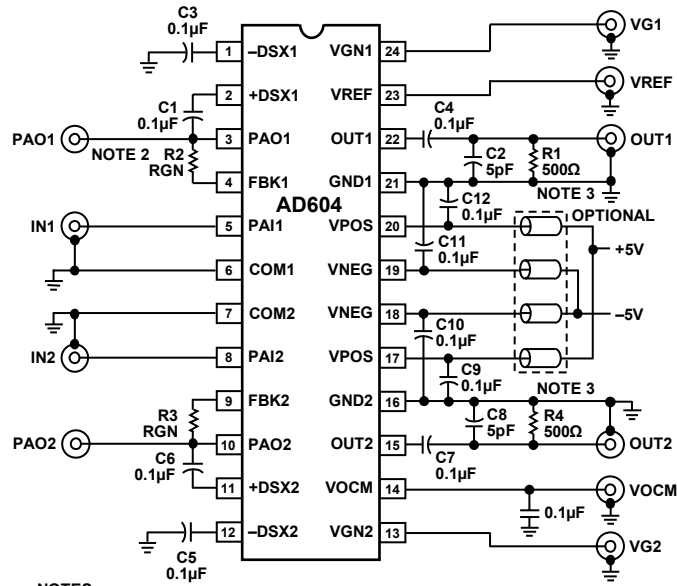 C3
0.1µF
1
–DSX1
VGN1
24
VG1
C1
0.1µF
2
+DSX1
VREF
23
VREF
PAO1
NOTE 2
R2
RGN
3
PAO1
OUT1
22
C4
0.1µF
C2
5pF
R1
500Ω
OUT1
4
FBK1
GND1
21
NOTE 3
AD604
C12
0.1µF
OPTIONAL
IN1
5
PAI1
VPOS
20
+5V
C11
0.1µF
6
COM1
VNEG
19
7
COM2
VNEG
18
–5V
C10
0.1µF
IN2
8
PAI2
VPOS
17
C9
0.1µF
NOTE 3
R3
RGN
9
FBK2
GND2
16
C8
5pF
R4
500Ω
PAO2
10
PAO2
OUT2
15
OUT2
C6
0.1µF
C7
0.1µF
11
+DSX2
VOCM
14
VOCM
0.1µF
12
–DSX2
VGN2
13
VG2
C5
0.1µF